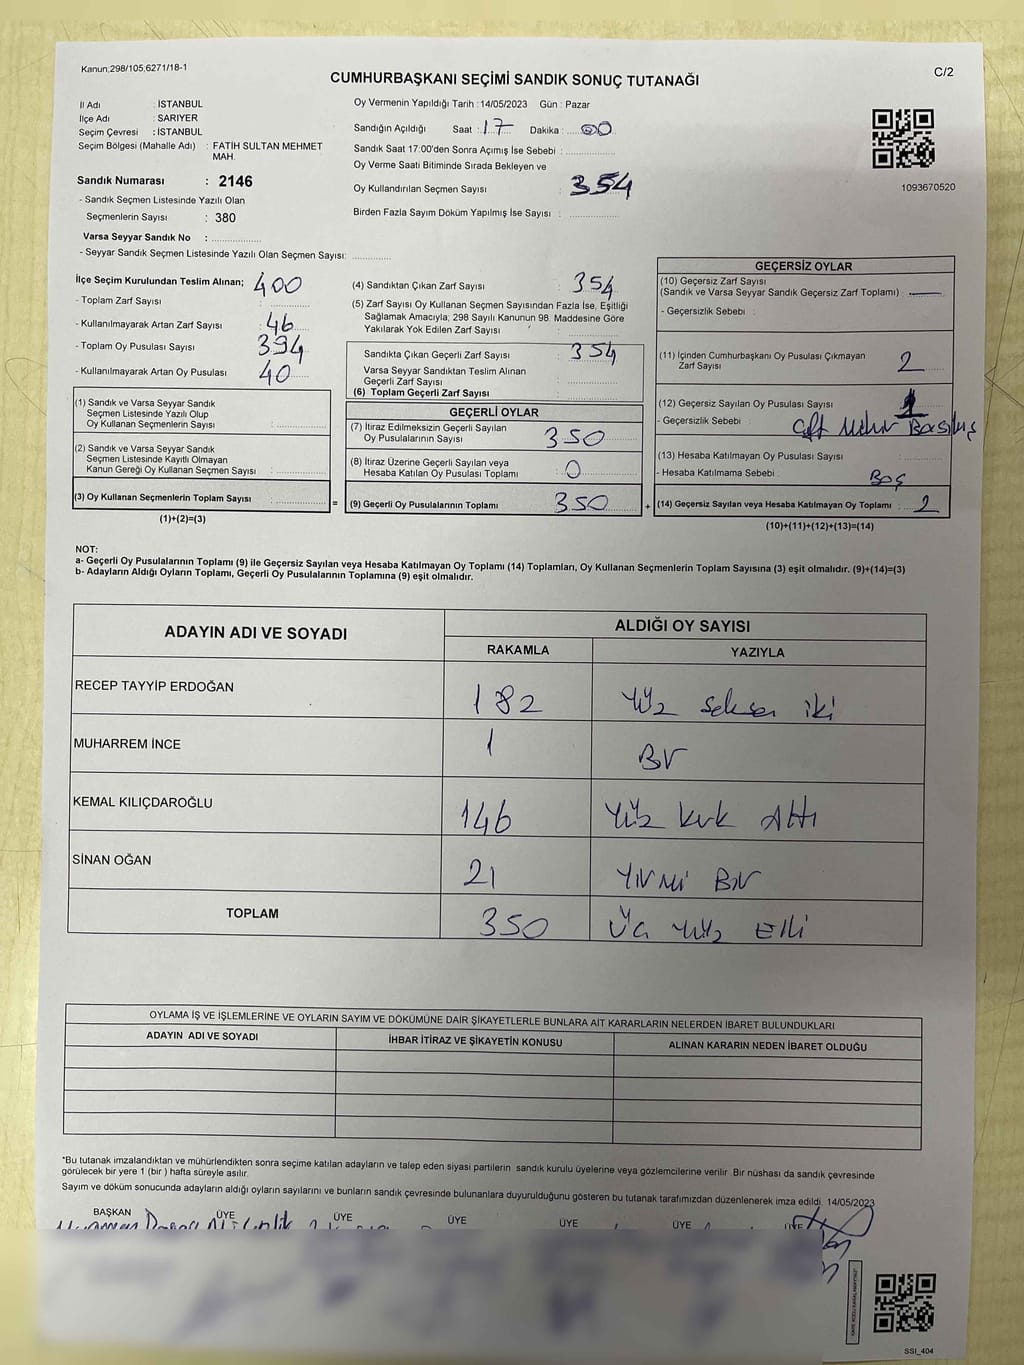 Kanun;298/105;6271/18-1
CUMHURBAŞKANI SEÇİMİ SANDIK SONUÇ TUTANAĞI
C/2
İl Adı : İSTANBUL
İlçe Adı : SARIYER
Seçim Çevresi : İSTANBUL
Seçim Bölgesi (Mahalle Adı) : FATİH SULTAN MEHMET
MAH.
Sandık Numarası : 2146
- Sandık Seçmen Listesinde Yazılı Olan
Seçmenlerin Sayısı : 380
Varsa Seyyar Sandık No :
- Seyyar Sandık Seçmen Listesinde Yazılı Olan Seçmen Sayısı:
Oy Vermenin Yapıldığı Tarih : 14/05/2023 Gün : Pazar
Sandığın Açıldığı Saat : 17 Dakika : 00
Sandık Saat 17:00'den Sonra Açımış İse Sebebi :
Oy Verme Saati Bitiminde Sırada Bekleyen ve
Oy Kullandırılan Seçmen Sayısı 354
Birden Fazla Sayım Döküm Yapılmış İse Sayısı :
1093670520
İlçe Seçim Kurulundan Teslim Alınan; 400
- Toplam Zarf Sayısı :
- Kullanılmayarak Artan Zarf Sayısı : 46
- Toplam Oy Pusulası Sayısı : 394
- Kullanılmayarak Artan Oy Pusulası : 40
(1) Sandık ve Varsa Seyyar Sandık
Seçmen Listesinde Yazılı Olup
Oy Kullanan Seçmenlerin Sayısı :
(2) Sandık ve Varsa Seyyar Sandık
Seçmen Listesinde Kayıtlı Olmayan
Kanun Gereği Oy Kullanan Seçmen Sayısı :
(3) Oy Kullanan Seçmenlerin Toplam Sayısı :
(1)+(2)=(3)
(4) Sandıktan Çıkan Zarf Sayısı : 354
(5) Zarf Sayısı Oy Kullanan Seçmen Sayısından Fazla İse, Eşitliği
Sağlamak Amacıyla; 298 Sayılı Kanunun 98. Maddesine Göre
Yakılarak Yok Edilen Zarf Sayısı :
Sandıkta Çıkan Geçerli Zarf Sayısı : 354
Varsa Seyyar Sandıktan Teslim Alınan
Geçerli Zarf Sayısı :
(6) Toplam Geçerli Zarf Sayısı :
GEÇERLİ OYLAR
(7) İtiraz Edilmeksizin Geçerli Sayılan
Oy Pusulalarının Sayısı : 350
(8) İtiraz Üzerine Geçerli Sayılan veya
Hesaba Katılan Oy Pusulası Toplamı : 0
= (9) Geçerli Oy Pusulalarının Toplamı : 350 +
GEÇERSİZ OYLAR
(10) Geçersiz Zarf Sayısı
(Sandık ve Varsa Seyyar Sandık Geçersiz Zarf Toplamı) :
- Geçersizlik Sebebi :
(11) İçinden Cumhurbaşkanı Oy Pusulası Çıkmayan
Zarf Sayısı : 2
(12) Geçersiz Sayılan Oy Pusulası Sayısı :
- Geçersizlik Sebebi : Çift Mühür Basılmış
(13) Hesaba Katılmayan Oy Pusulası Sayısı :
- Hesaba Katılmama Sebebi : Boş
(14) Geçersiz Sayılan veya Hesaba Katılmayan Oy Toplamı : 2
(10)+(11)+(12)+(13)=(14)
NOT:
a- Geçerli Oy Pusulalarının Toplamı (9) ile Geçersiz Sayılan veya Hesaba Katılmayan Oy Toplamı (14) Toplamları, Oy Kullanan Seçmenlerin Toplam Sayısına (3) eşit olmalıdır. (9)+(14)=(3)
b- Adayların Aldığı Oyların Toplamı, Geçerli Oy Pusulalarının Toplamına (9) eşit olmalıdır.
ADAYIN ADI VE SOYADI
ALDIĞI OY SAYISI
RAKAMLA YAZIYLA
RECEP TAYYİP ERDOĞAN 182 Yüz seksen iki
MUHARREM İNCE 1 Bir
KEMAL KILIÇDAROĞLU 146 Yüz kırk Altı
SİNAN OĞAN 21 Yirmi Bir
TOPLAM 350 Üç Yüz Elli
OYLAMA İŞ VE İŞLEMLERİNE VE OYLARIN SAYIM VE DÖKÜMÜNE DAİR ŞİKAYETLERLE BUNLARA AİT KARARLARIN NELERDEN İBARET BULUNDUKLARI
ADAYIN ADI VE SOYADI İHBAR İTİRAZ VE ŞİKAYETİN KONUSU ALINAN KARARIN NEDEN İBARET OLDUĞU
*Bu tutanak imzalandıktan ve mühürlendikten sonra seçime katılan adayların ve talep eden siyasi partilerin sandık kurulu üyelerine veya gözlemcilerine verilir. Bir nüshası da sandık çevresinde
görülecek bir yere 1 (bir ) hafta süreyle asılır.
Sayım ve döküm sonucunda adayların aldığı oyların sayılarını ve bunların sandık çevresinde bulunanlara duyurulduğunu gösteren bu tutanak tarafımızdan düzenlenerek imza edildi. 14/05/2023
BAŞKAN ÜYE ÜYE ÜYE ÜYE ÜYE ÜYE
SSI_404